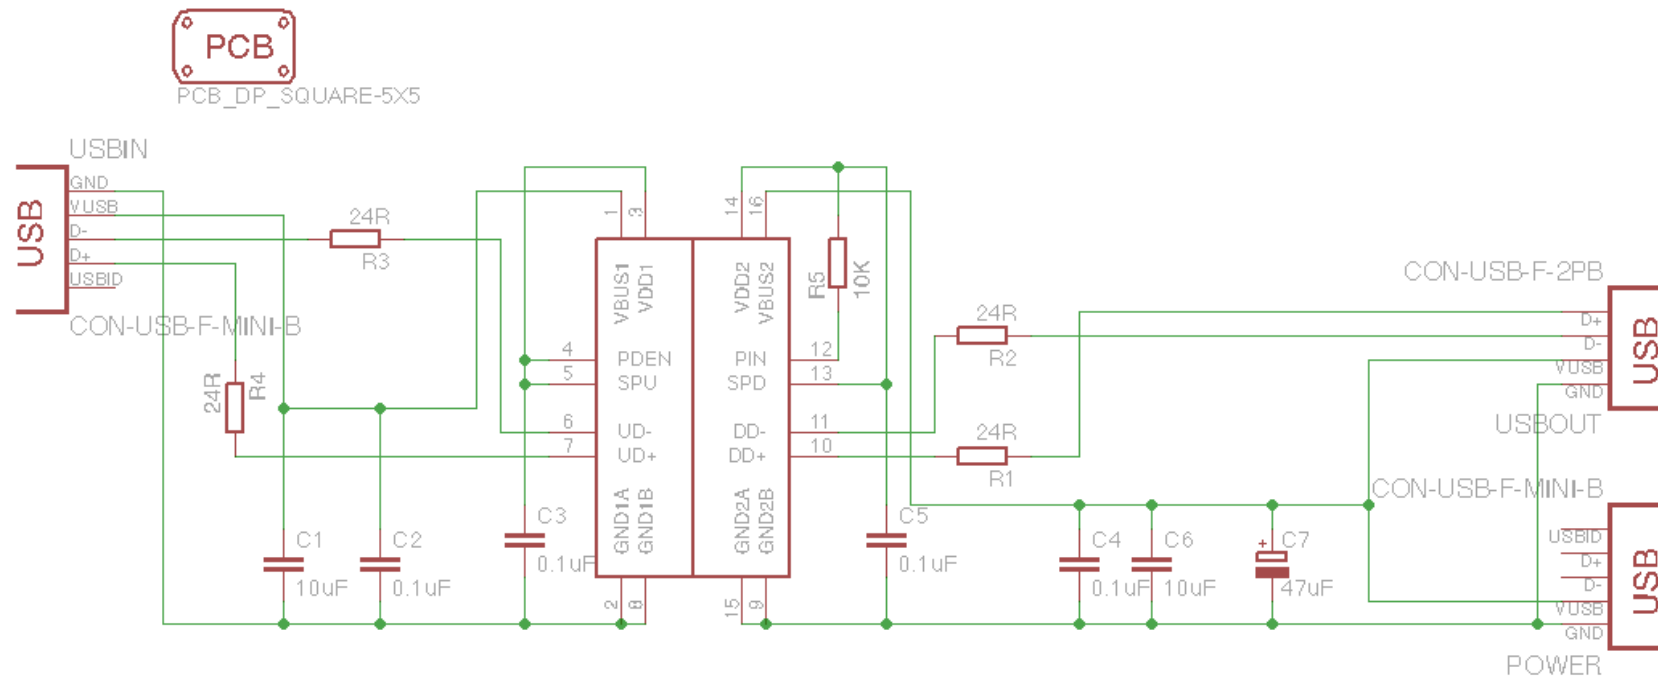 PCB
PCB_DP_SQUARE-5X5
USBIN
USB
GND
VUSB
D-
D+
USBID
CON-USB-F-MINI-B
24R
R3
24R
R4
1
3
14
16
VBUS1
VDD1
VDD2
VBUS2
R5
10K
4
PDEN
PIN
12
5
SPU
SPD
13
6
UD-
DD-
11
7
UD+
DD+
10
GND1A
GND1B
GND2A
GND2B
2
8
15
9
24R
R2
24R
R1
CON-USB-F-2PB
D+
D-
VUSB
GND
USB
USBOUT
CON-USB-F-MINI-B
USBID
D+
D-
VUSB
GND
USB
POWER
C1
10uF
C2
0.1uF
C3
0.1uF
C5
0.1uF
C4
0.1uF
C6
10uF
+
C7
47uF